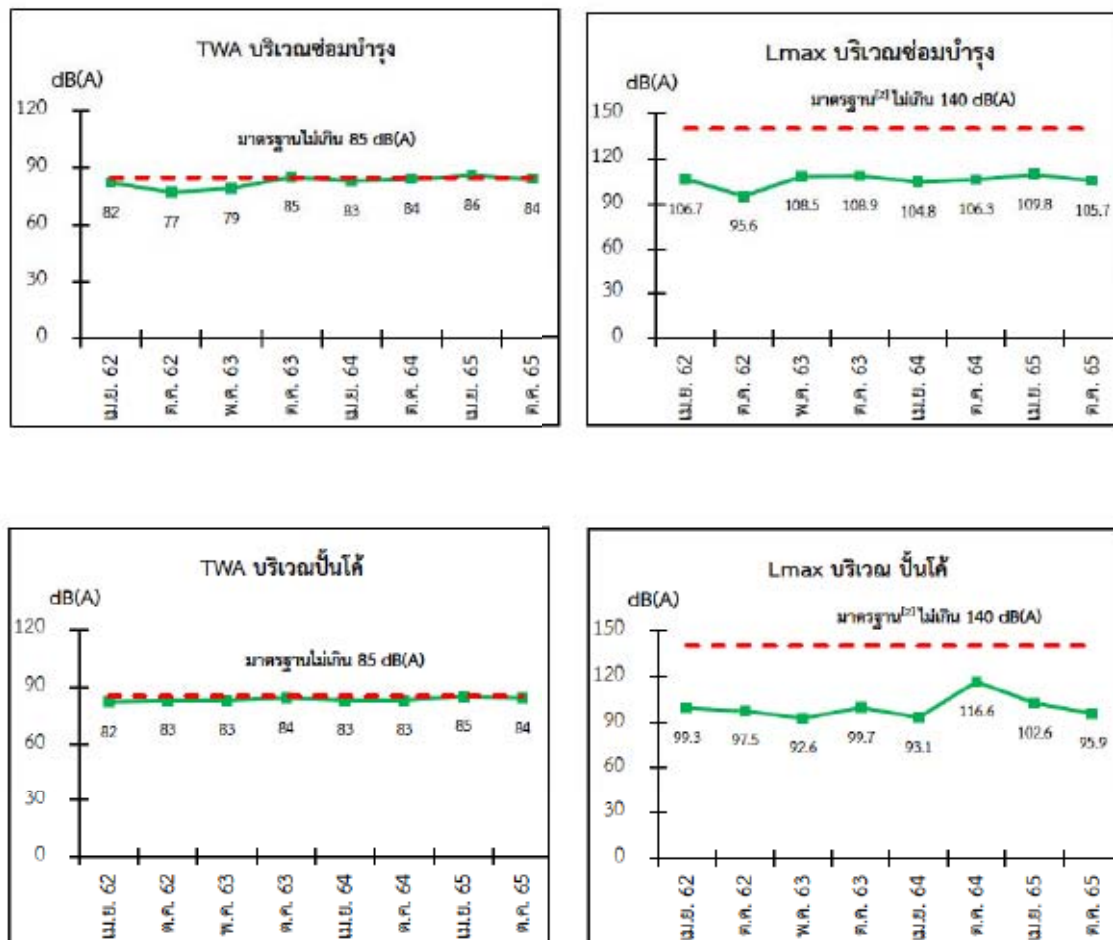 TWA บริเวณซ่อมบำรุง
dB(A)
120
มาตรฐานไม่เกิน 85 dB(A)
90
82 77 79 85 83 84 86 84
60
30
0
เม.ย. 62 ต.ค. 62 พ.ค. 63 ต.ค. 63 เม.ย. 64 ต.ค. 64 เม.ย. 65 ต.ค. 65
Lmax บริเวณซ่อมบำรุง
dB(A)
มาตรฐาน[2] ไม่เกิน 140 dB(A)
150
120
90
106.7 95.6 108.5 108.9 104.8 106.3 109.8 105.7
60
30
0
เม.ย. 62 ต.ค. 62 พ.ค. 63 ต.ค. 63 เม.ย. 64 ต.ค. 64 เม.ย. 65 ต.ค. 65
TWA บริเวณปั้นโค้
dB(A)
120
มาตรฐานไม่เกิน 85 dB(A)
90
82 83 83 84 83 83 85 84
60
30
0
เม.ย. 62 ต.ค. 62 พ.ค. 63 ต.ค. 63 เม.ย. 64 ต.ค. 64 เม.ย. 65 ต.ค. 65
Lmax บริเวณ ปั้นโค้
dB(A)
มาตรฐาน[2] ไม่เกิน 140 dB(A)
150
120
90
99.3 97.5 92.6 99.7 93.1 116.6 102.6 95.9
60
30
0
เม.ย. 62 ต.ค. 62 พ.ค. 63 ต.ค. 63 เม.ย. 64 ต.ค. 64 เม.ย. 65 ต.ค. 65